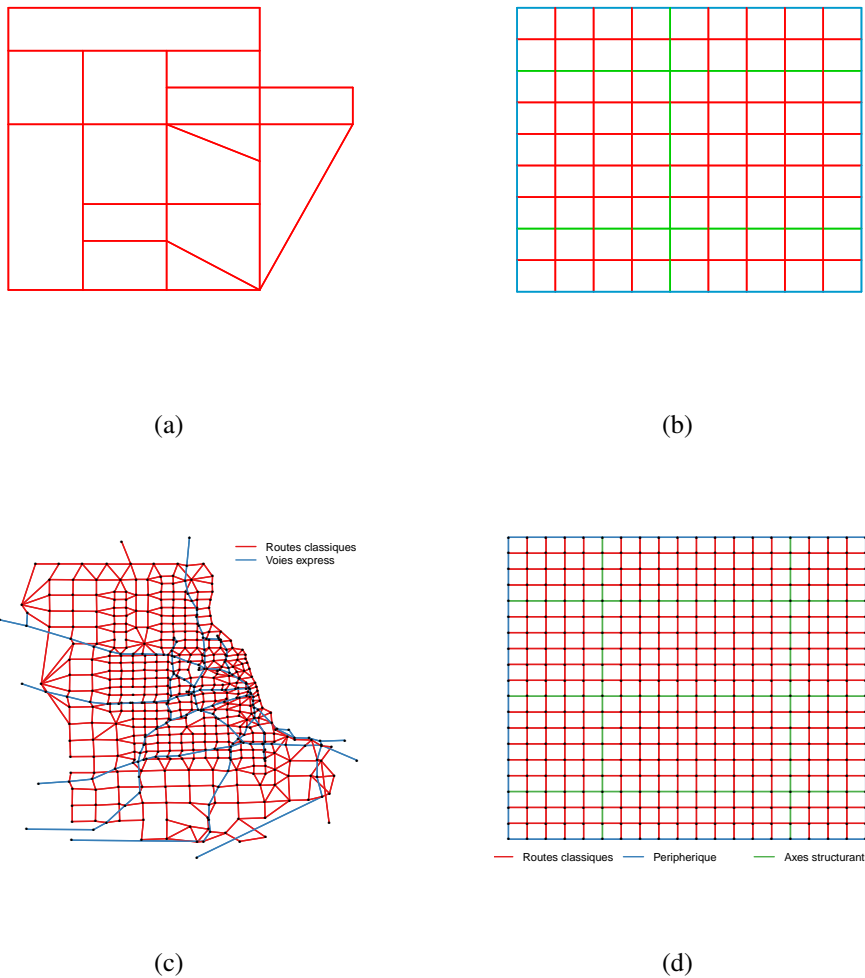 (a)
(b)
Routes classiques
Voies express
Routes classiques Peripherique Axes structurant
(c)
(d)